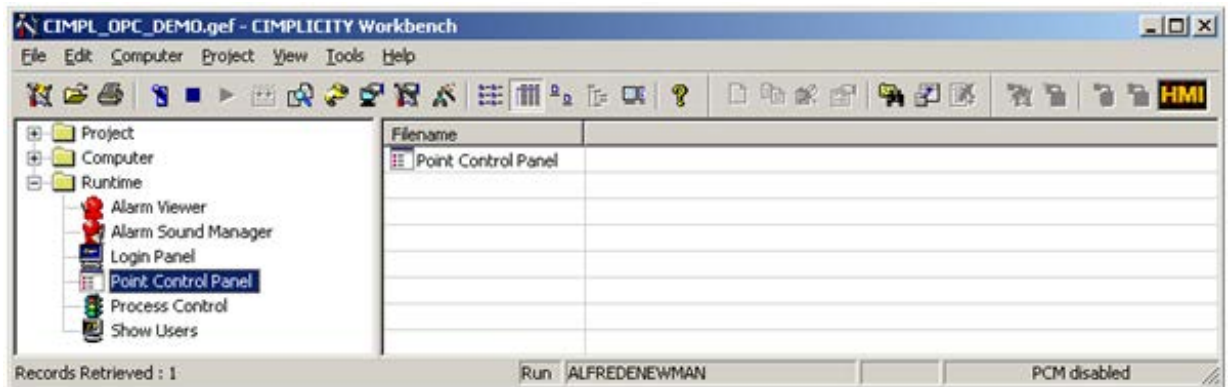 CIMPL_OPC_DEMO.gef - CIMPLICITY Workbench
File Edit Computer Project View Tools Help
HMI
Project
Computer
Runtime
Alarm Viewer
Alarm Sound Manager
Login Panel
Point Control Panel
Process Control
Show Users
Filename
Point Control Panel
Records Retrieved : 1 Run ALFREDENEWMAN PCM disabled